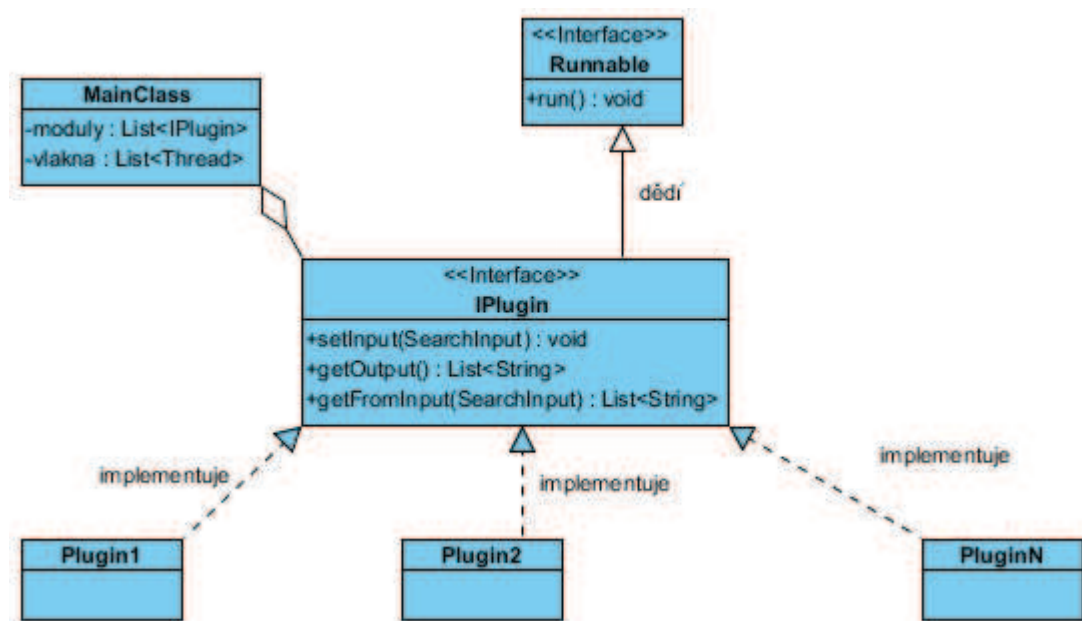 <<Interface>>
Runnable
+run() : void
MainClass
-moduly : List<IPlugin>
-vlakna : List<Thread>
dědí
<<Interface>>
IPlugin
+setInput(SearchInput) : void
+getOutput() : List<String>
+getFromInput(SearchInput) : List<String>
implementuje
implementuje
implementuje
Plugin1
Plugin2
PluginN